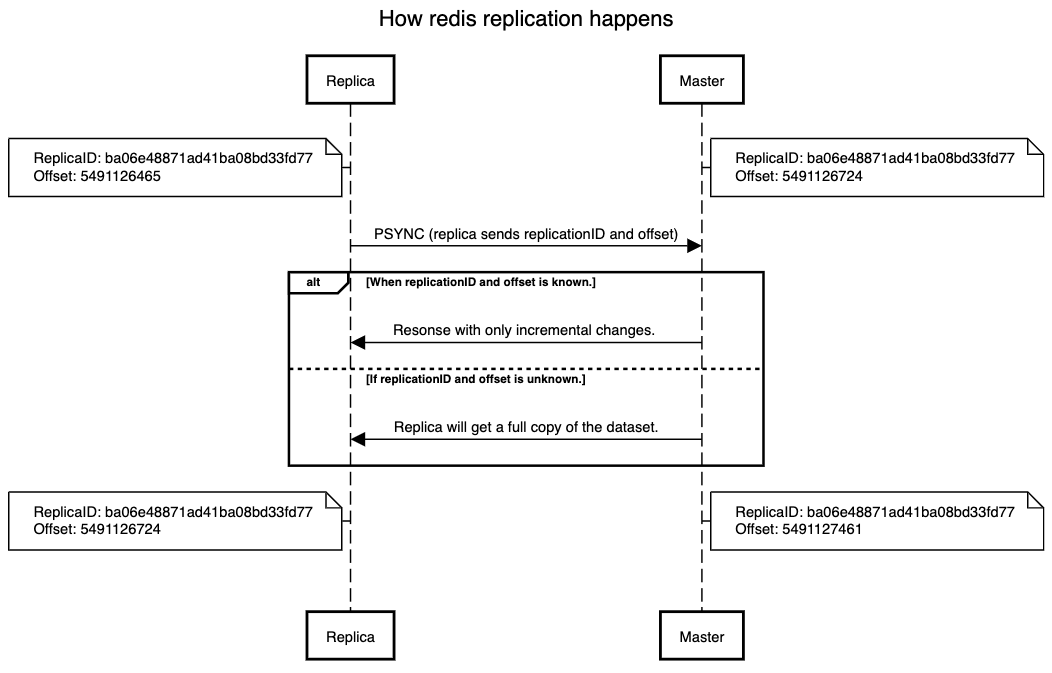 How redis replication happens
Replica
Master
ReplicaID: ba06e48871ad41ba08bd33fd77
Offset: 5491126465
ReplicaID: ba06e48871ad41ba08bd33fd77
Offset: 5491126724
PSYNC (replica sends replicationID and offset)
alt
[When replicationID and offset is known.]
Resonse with only incremental changes.
[If replicationID and offset is unknown.]
Replica will get a full copy of the dataset.
ReplicaID: ba06e48871ad41ba08bd33fd77
Offset: 5491126724
ReplicaID: ba06e48871ad41ba08bd33fd77
Offset: 5491127461
Replica
Master